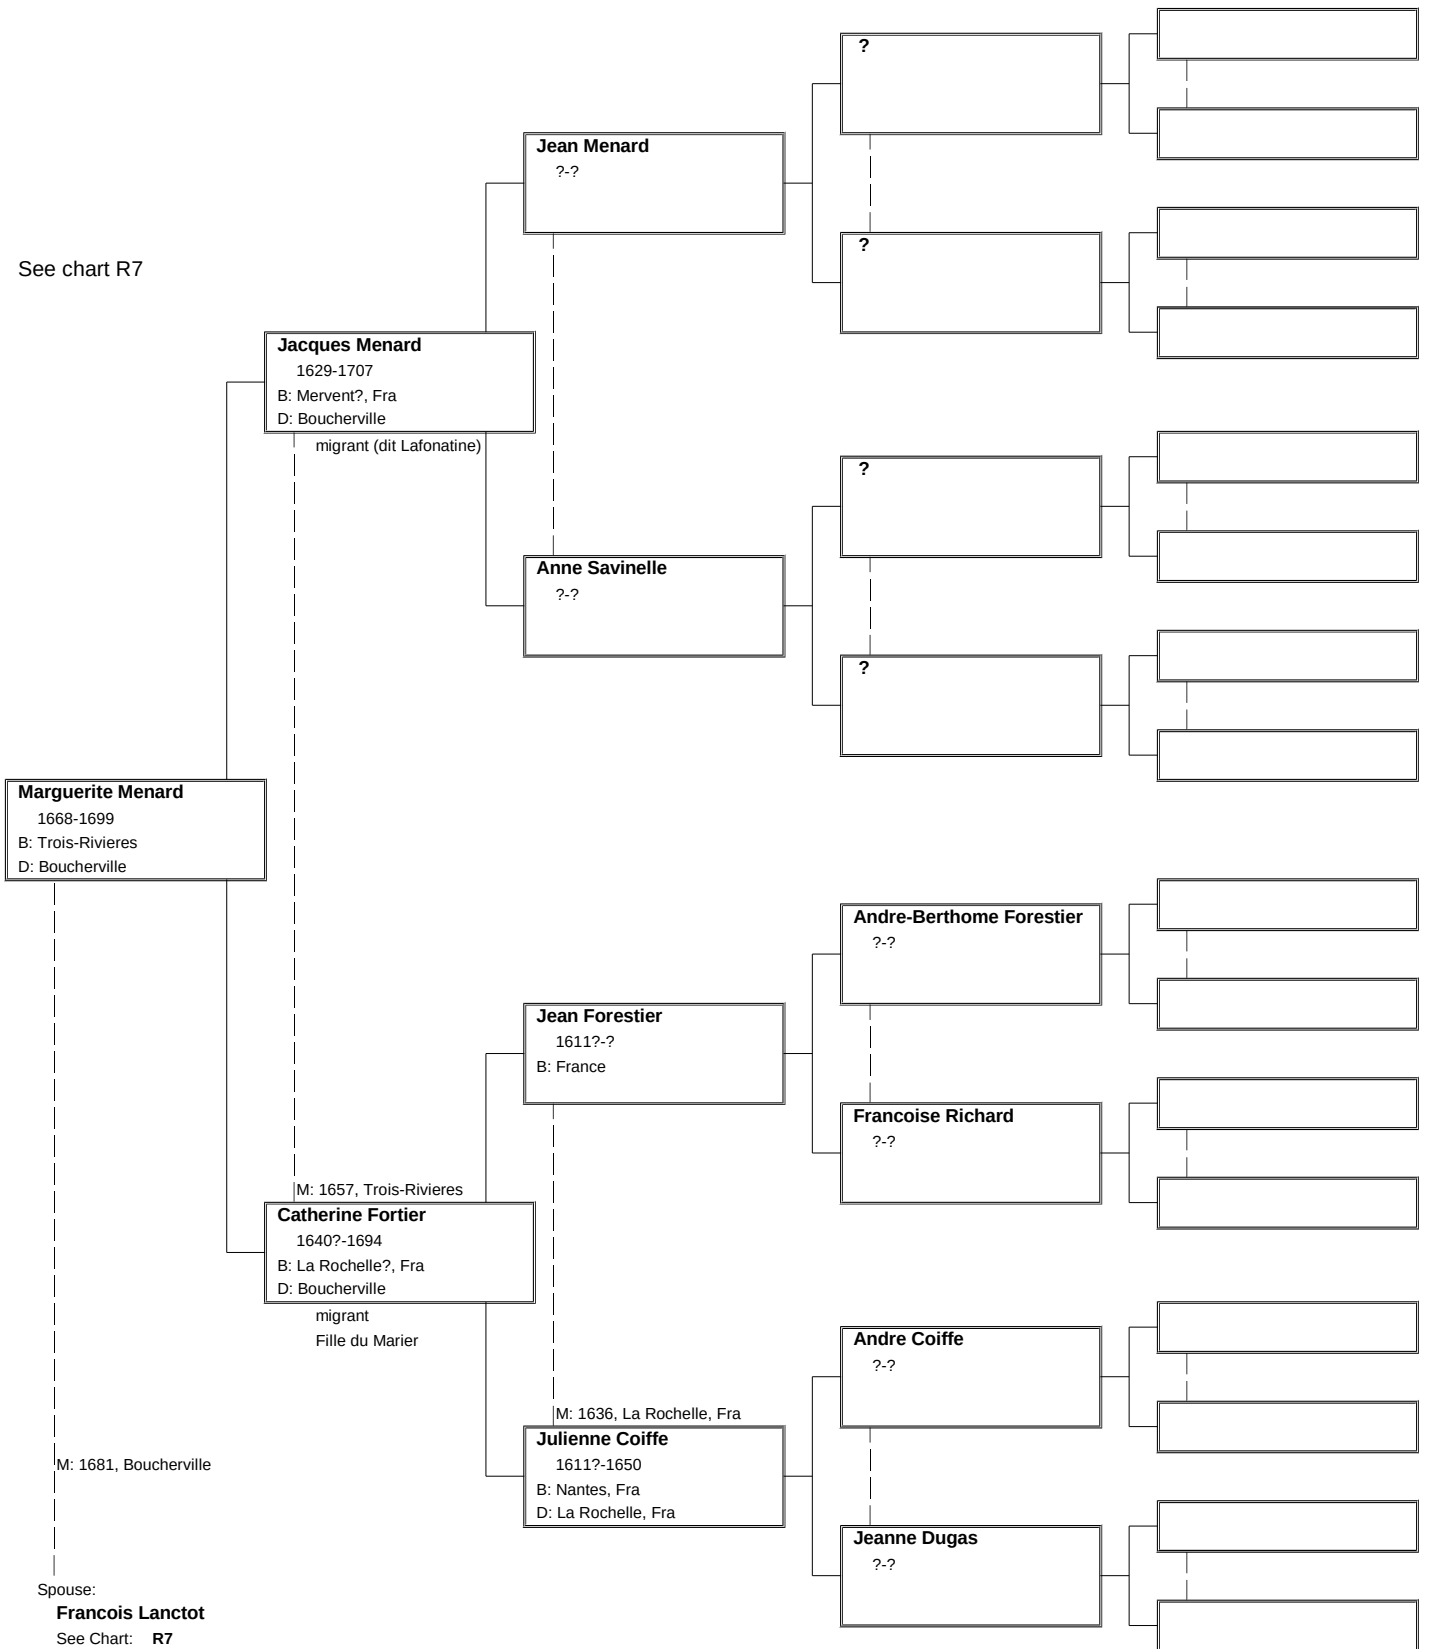 ?
Jean Menard
?-?
?
See chart R7
Jacques Menard
1629-1707
B: Mervent?, Fra
D: Boucherville
migrant (dit Lafonatine)
?
Anne Savinelle
?-?
?
Marguerite Menard
1668-1699
B: Trois-Rivieres
D: Boucherville
Andre-Berthome Forestier
?-?
Jean Forestier
1611?-?
B: France
Francoise Richard
?-?
M: 1657, Trois-Rivieres
Catherine Fortier
1640?-1694
B: La Rochelle?, Fra
D: Boucherville
migrant
Fille du Marier
Andre Coiffe
?-?
M: 1636, La Rochelle, Fra
Julienne Coiffe
1611?-1650
B: Nantes, Fra
D: La Rochelle, Fra
M: 1681, Boucherville
Jeanne Dugas
?-?
Spouse:
Francois Lanctot
See Chart: R7